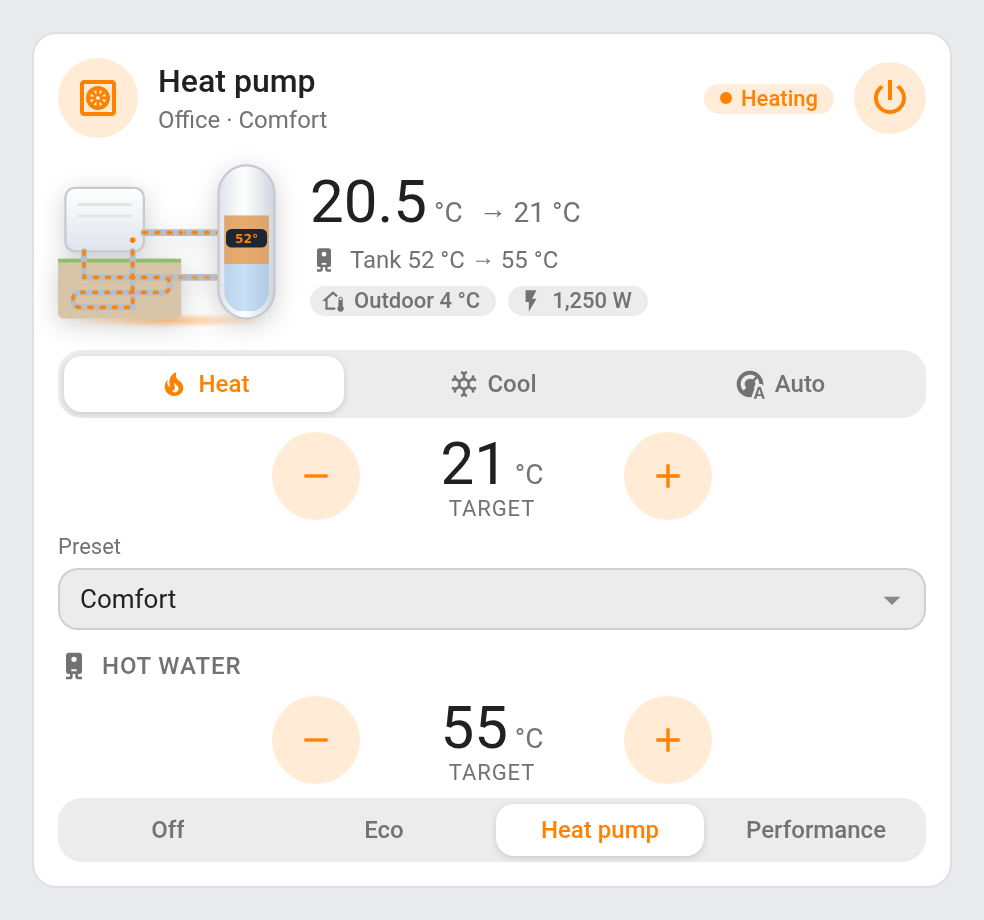 Heat pump
Office · Comfort
Heating
20.5 °C → 21 °C
52°
Tank 52 °C → 55 °C
Outdoor 4 °C
1,250 W
Heat
Cool
Auto
21 °C
TARGET
Preset
Comfort
HOT WATER
55 °C
TARGET
Off
Eco
Heat pump
Performance